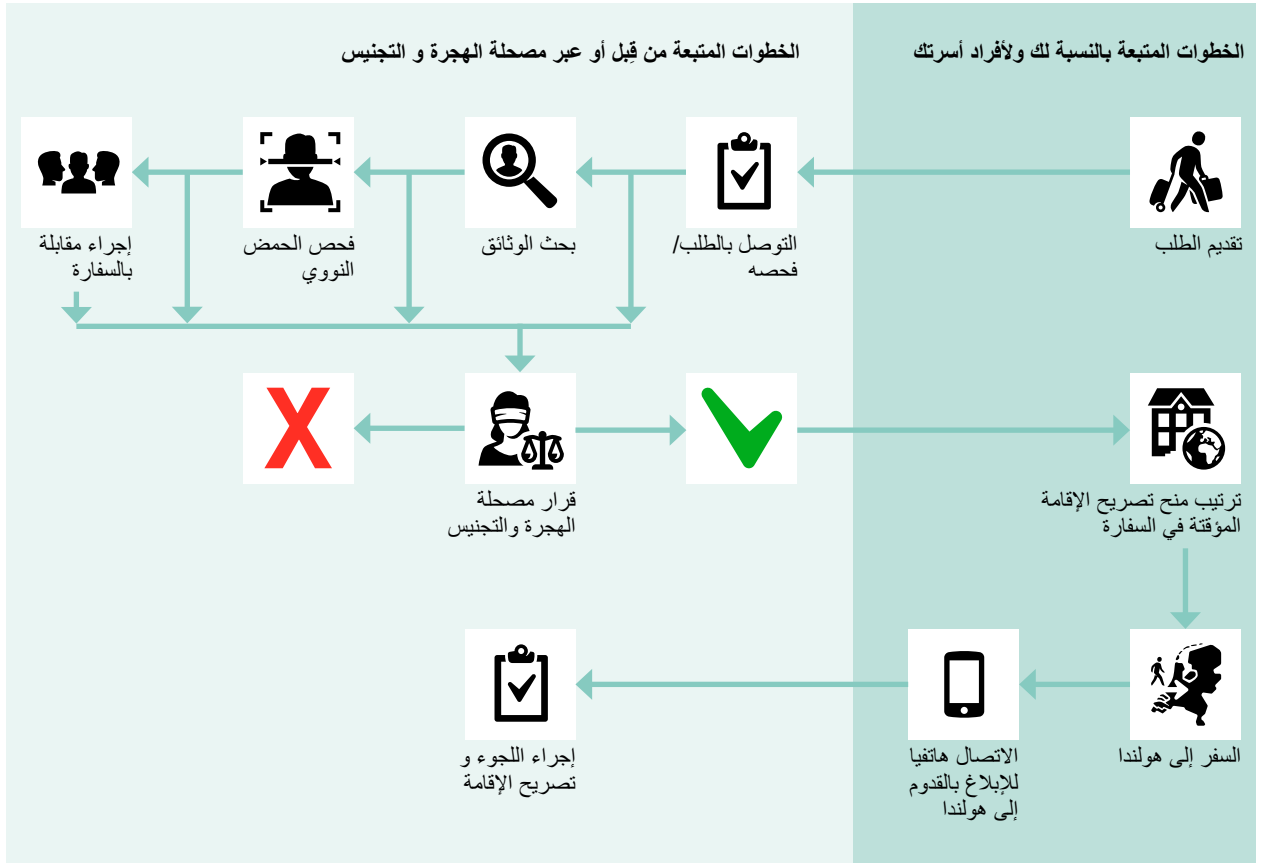 الخطوات المتبعة بالنسبة لك ولأفراد أسرتك
الخطوات المتبعة من قِبل أو عبر مصحلة الهجرة و التجنيس
تقديم الطلب
التوصل بالطلب/
فحصه
بحث الوثائق
فحص الحمض
النووي
إجراء مقابلة
بالسفارة
X
قرار مصحلة
الهجرة والتجنيس
ترتيب منح تصريح الإقامة
المؤقتة في السفارة
السفر إلى هولندا
الاتصال هاتفيا
للإبلاغ بالقدوم
إلى هولندا
إجراء اللجوء و
تصريح الإقامة